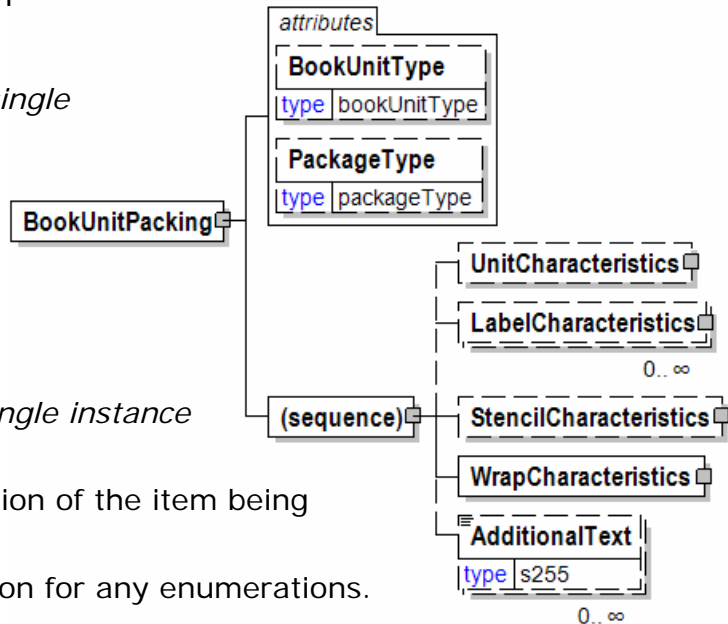 attributes
BookUnitType
type bookUnitType
ingle
PackageType
type packageType
BookUnitPacking
UnitCharacteristics
LabelCharacteristics
0.. ∞
ngle instance
(sequence)
StencilCharacteristics
WrapCharacteristics
tion of the item being
AdditionalText
type s255
on for any enumerations.
0.. ∞